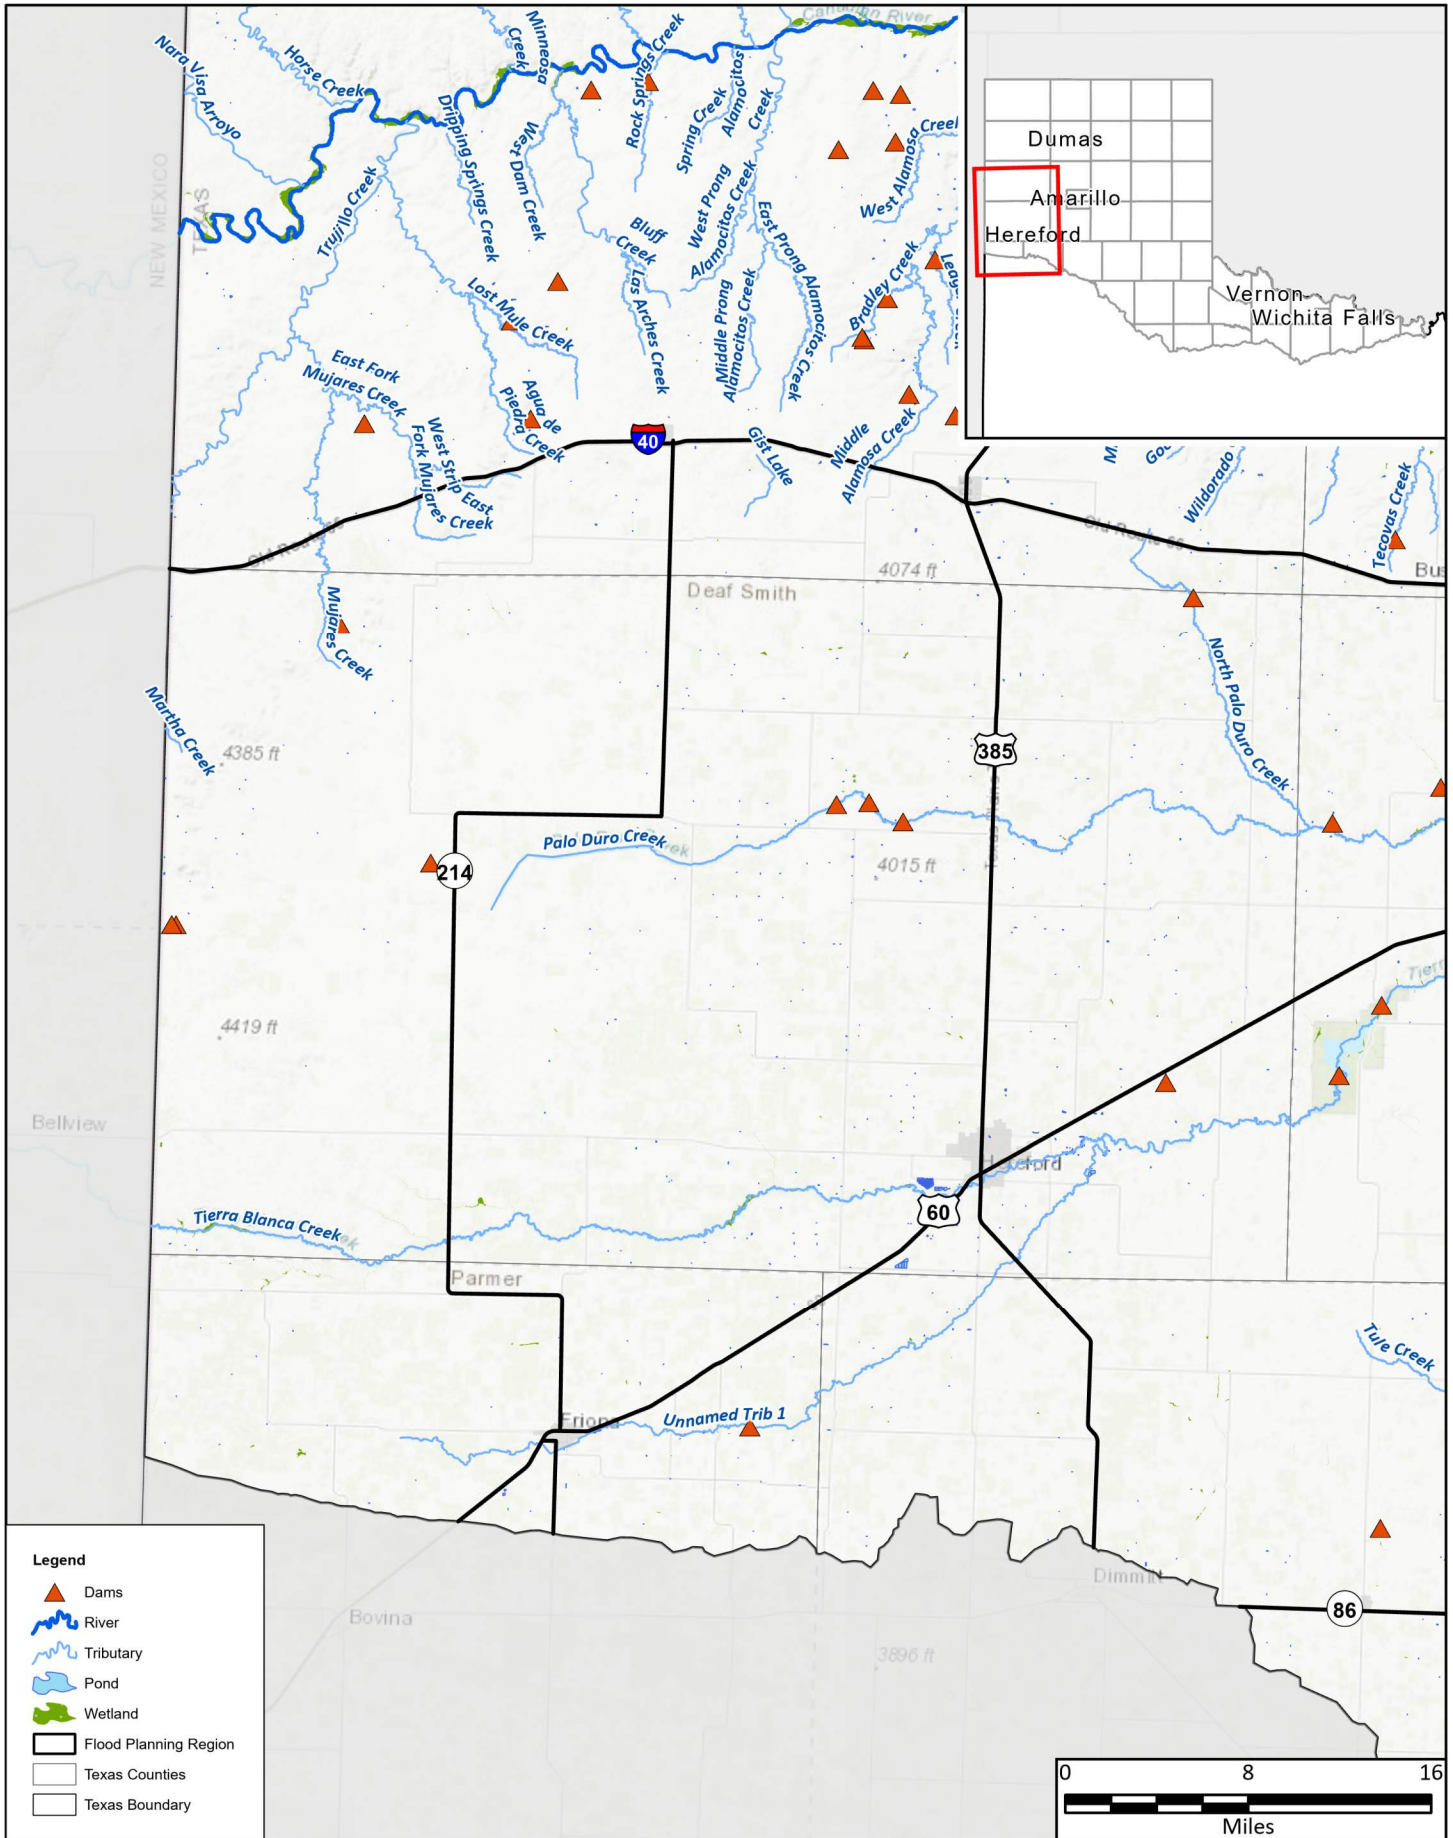 Canadian River
Nara Visa Arroyo
Horse Creek
Minneosa
Creek
Rock Springs Creek
Dripping Springs Creek
West Dam Creek
Spring Creek
Alamocitos
Creek
West Alamosa Creek
Trujillo Creek
NEW MEXICO
TEXAS
Bluff
Creek
West Prong
Alamocitos Creek
East Prong Alamocitos
Creek
Bradley Creek
Lost Mule Creek
Las Arches Creek
Middle Prong
Alamocitos Creek
East Fork
Mujares Creek
Agua de
Piedra Creek
West Strip East
Fork Mujares Creek
40
Gist Lake
Middle
Alamosa Creek
Wildorado
Tecovas Creek
Old Route 66
Old Route 66
Bus
4074 ft
Deaf Smith
Mujares Creek
North Palo Duro Creek
Martha Creek
4385 ft
385
Palo Duro Creek
4015 ft
214
Tierr
4419 ft
Bellview
Hereford
60
Tierra Blanca Creek
Parmer
Tule Creek
Friona
Unnamed Trib 1
Dimmitt
86
Bovina
3896 ft
Dumas
Amarillo
Hereford
Vernon
Wichita Falls
Legend
Dams
River
Tributary
Pond
Wetland
Flood Planning Region
Texas Counties
Texas Boundary
0 8 16
Miles